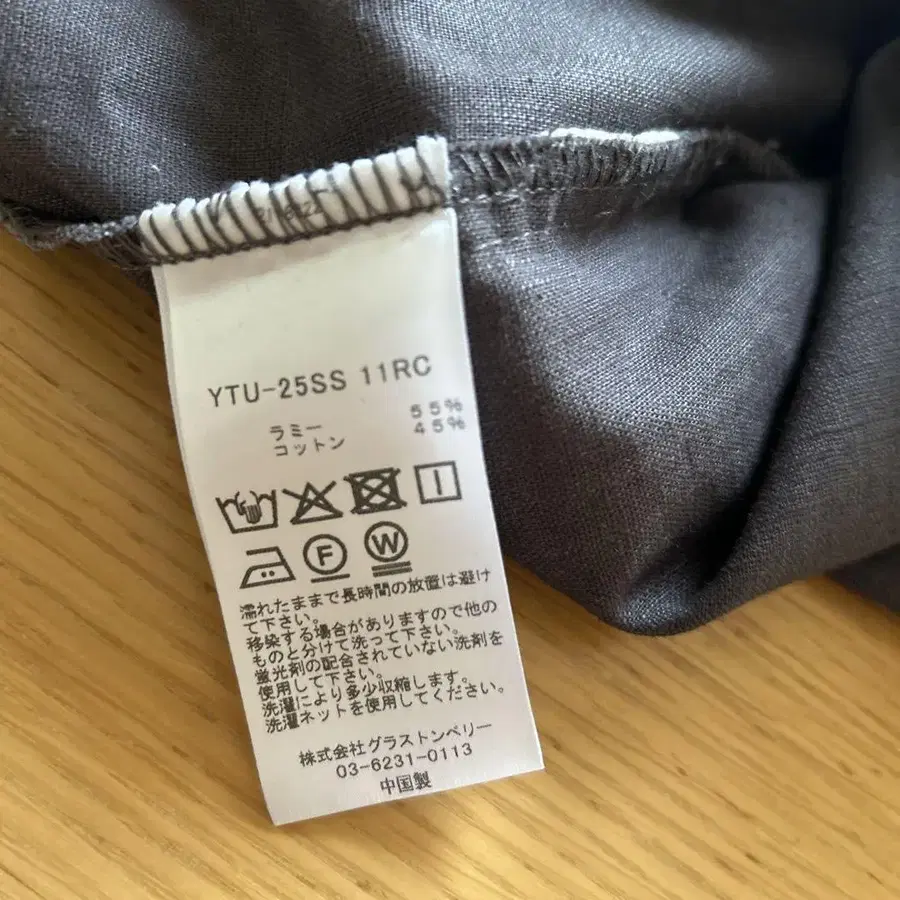 YTU-25SS 11RC
ラミー 55%
コットン 45%
F W
濡れたままで長時間の放置は避け
て下さい。
移染する場合がありますので他の
ものと分けて洗って下さい。
蛍光剤の配合されていない洗剤を
使用して下さい。
洗濯により多少収縮します。
洗濯ネットを使用してください。
株式会社グラストンベリー
03-6231-0113
中国製